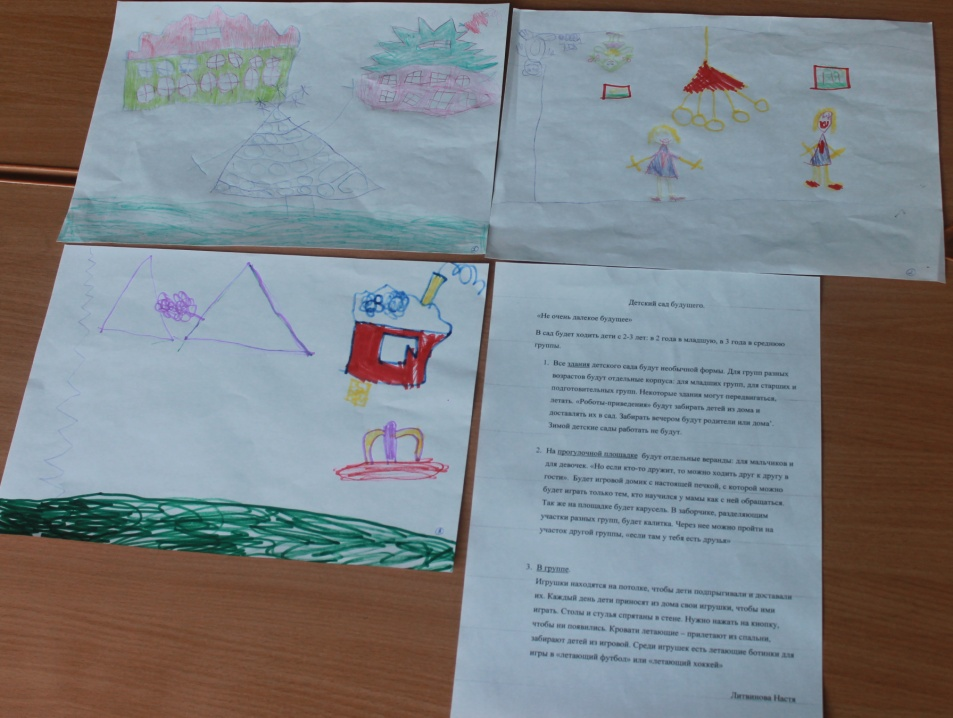 Детский сад будущего.
«Не очень далекое будущее»
В сад будет ходить дети с 2-3 лет: в 2 года в младшую, в 3 года в среднюю
группы.
1. Все здания детского сада будут необычной формы. Для групп разных
возрастов будут отдельные корпуса: для младших групп, для старших и
подготовительных групп. Некоторые здания могут передвигаться,
летать. «Роботы-приведения» будут забирать детей из дома и
доставлять их в сад. Забирать вечером будут родители или дома'.
Зимой детские сады работать не будут.
2. На прогулочной площадке будут отдельные веранды: для мальчиков и
для девочек. «Но если кто-то дружит, то можно ходить друг к другу в
гости». Будет игровой домик с настоящей печкой, с которой можно
будет играть только тем, кто научился у мамы как с ней обращаться.
Так же на площадке будет карусель. В заборчике, разделяющим
участки разных групп, будет калитка. Через нее можно пройти на
участок другой группы, «если там у тебя есть друзья»
3. В группе.
Игрушки находятся на потолке, чтобы дети подпрыгивали и доставали
их. Каждый день дети приносят из дома свои игрушки, чтобы ими
играть. Столы и стулья спрятаны в стене. Нужно нажать на кнопку,
чтобы ни появились. Кровати летающие – прилетают из спальни,
забирают детей из игровой. Среди игрушек есть летающие ботинки для
игры в «летающий футбол» или «летающий хоккей»
Литвинова Настя